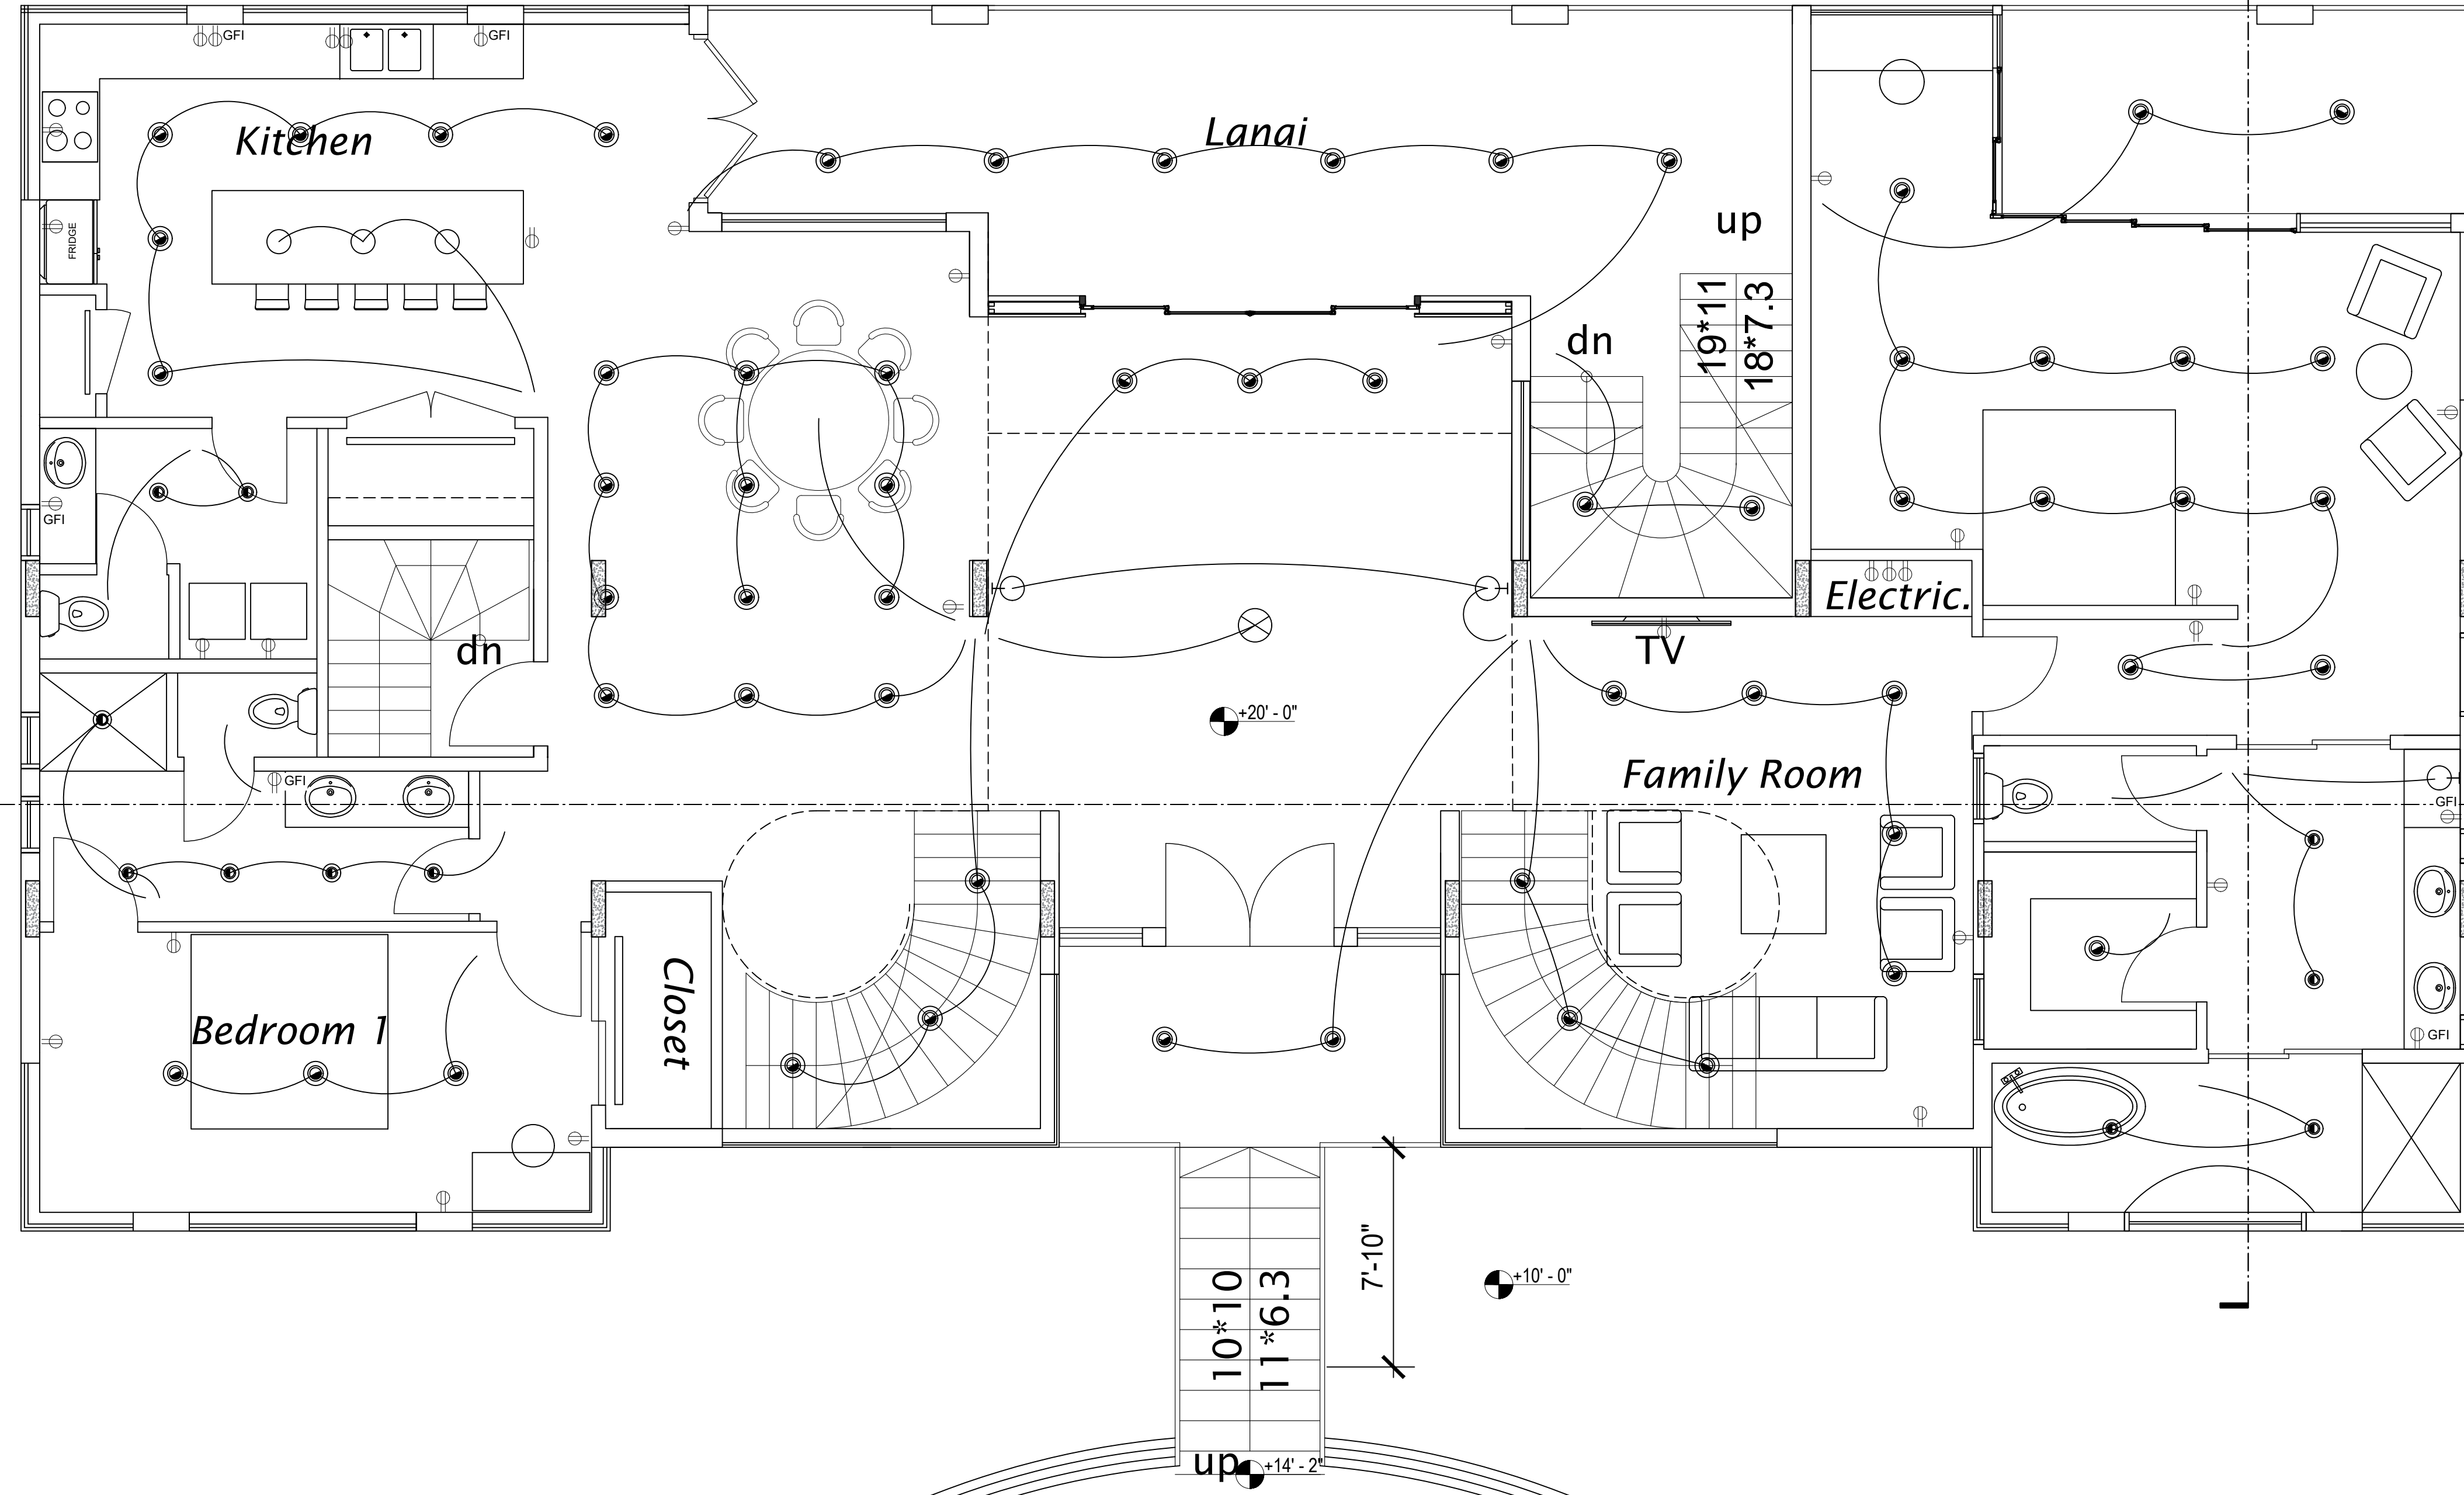 GFI
GFI
Kitchen
Lanai
FRIDGE
up
19*11
18*7.3
dn
GFI
Electric.
dn
TV
+20' - 0"
Family Room
GFI
GFI
Closet
Bedroom 1
GFI
7'-10"
10*10
11*6.3
+10' - 0"
up
+14' - 2"